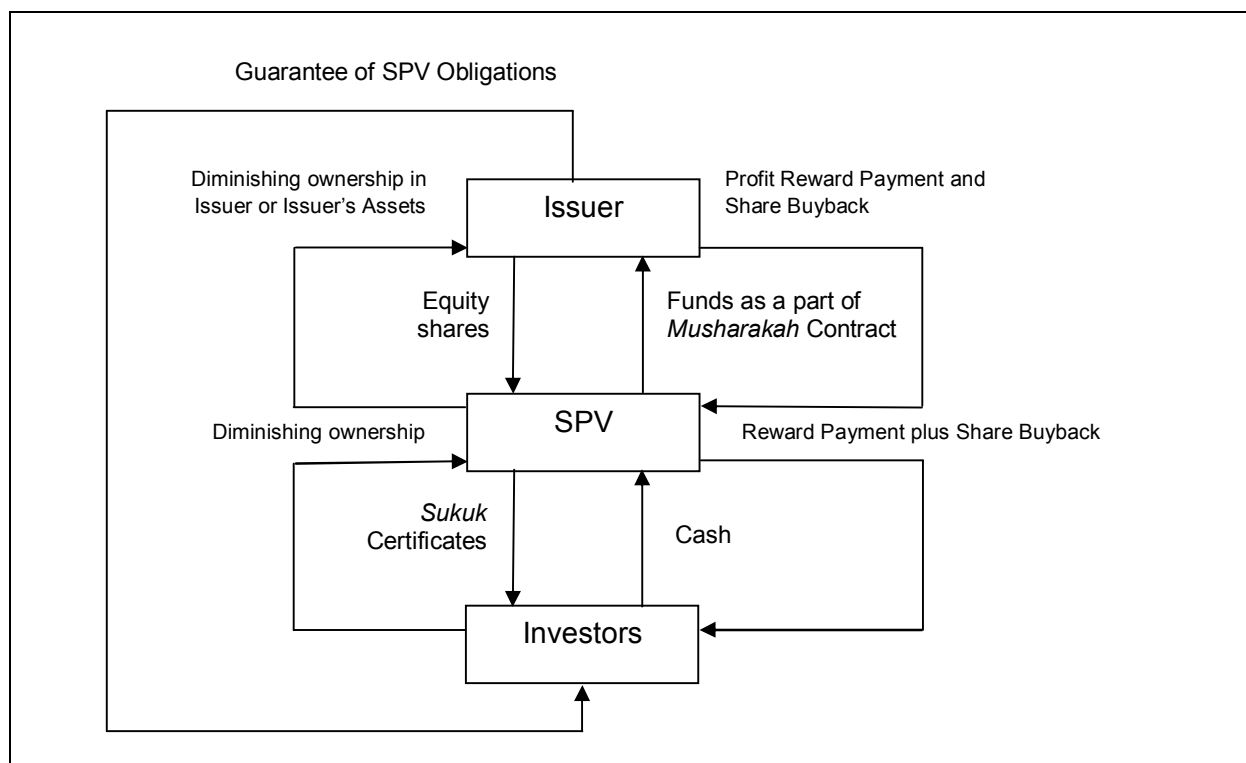 Guarantee of SPV Obligations
Diminishing ownership in
Issuer or Issuer's Assets
Issuer
Profit Reward Payment and
Share Buyback
Equity
shares
Funds as a part of
Musharakah Contract
SPV
Diminishing ownership
Reward Payment plus Share Buyback
Sukuk
Certificates
Cash
Investors